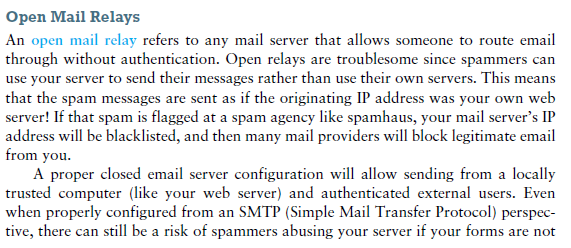 Open Mail Relays
An open mail relay refers to any mail server that allows someone to route email
through without authentication. Open relays are troublesome since spammers can
use your server to send their messages rather than use their own servers. This means
that the spam messages are sent as if the originating IP address was your own web
server! If that spam is flagged at a spam agency like spamhaus, your mail server's IP
address will be blacklisted, and then many mail providers will block legitimate email
from you.
A proper closed email server configuration will allow sending from a locally
trusted computer (like your web server) and authenticated external users. Even
when properly configured from an SMTP (Simple Mail Transfer Protocol) perspec-
tive, there can still be a risk of spammers abusing your server if your forms are not